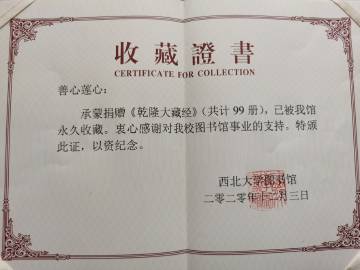 收藏證書
CERTIFICATE FOR COLLECTION
善心莲心：
承蒙捐赠《乾隆大藏经》（共计 99 册），已被我馆
永久收藏。衷心感谢对我校图书馆事业的支持。特颁
此证，以资纪念。
西北大学图书馆
二零二零年十二月三日